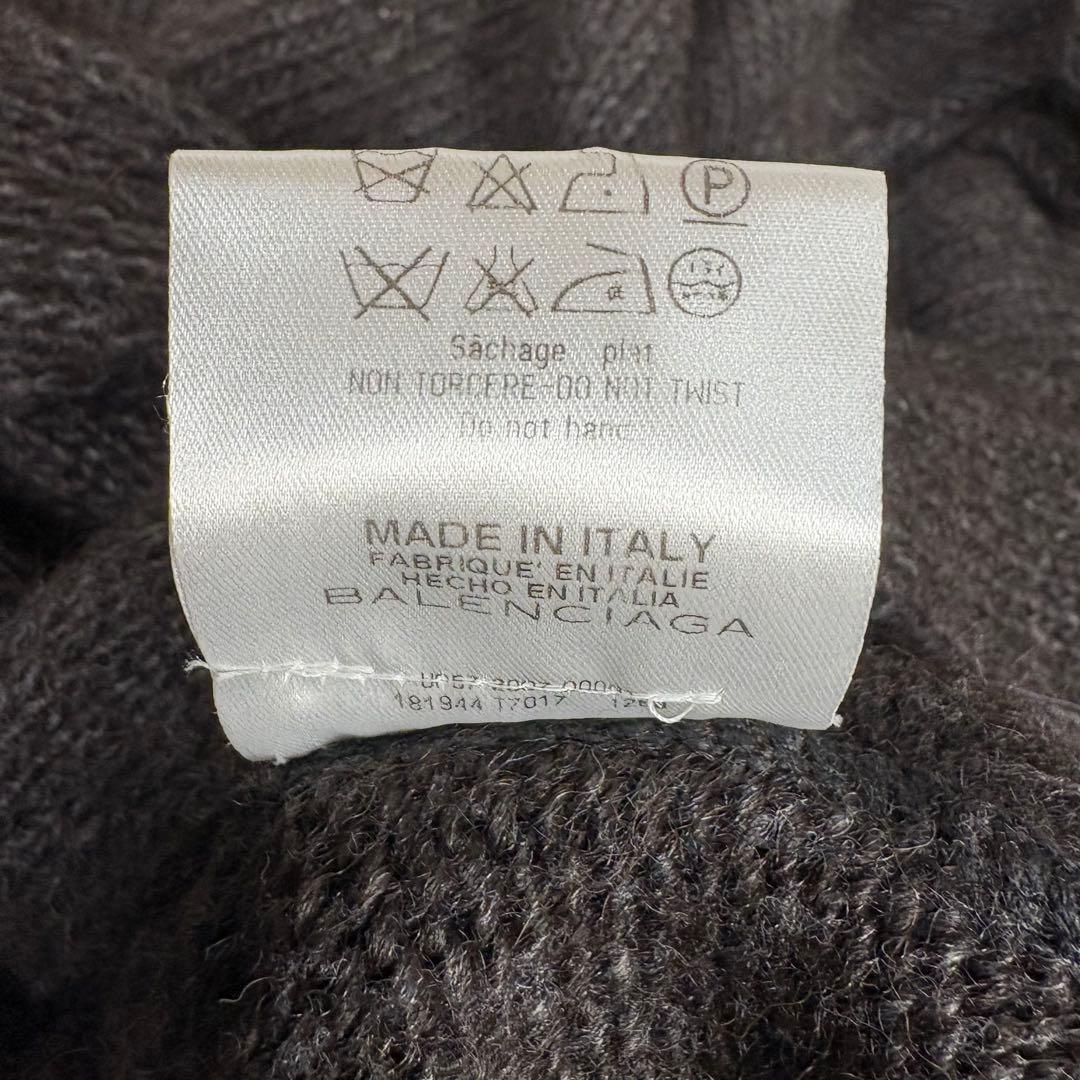 P
Sâchage plat
NON TORCERE-DO NOT TWIST
Do not hang
MADE IN ITALY
FABRIQUE' EN ITALIE
HECHO EN ITALIA
BALENCIAGA
181944 T7017